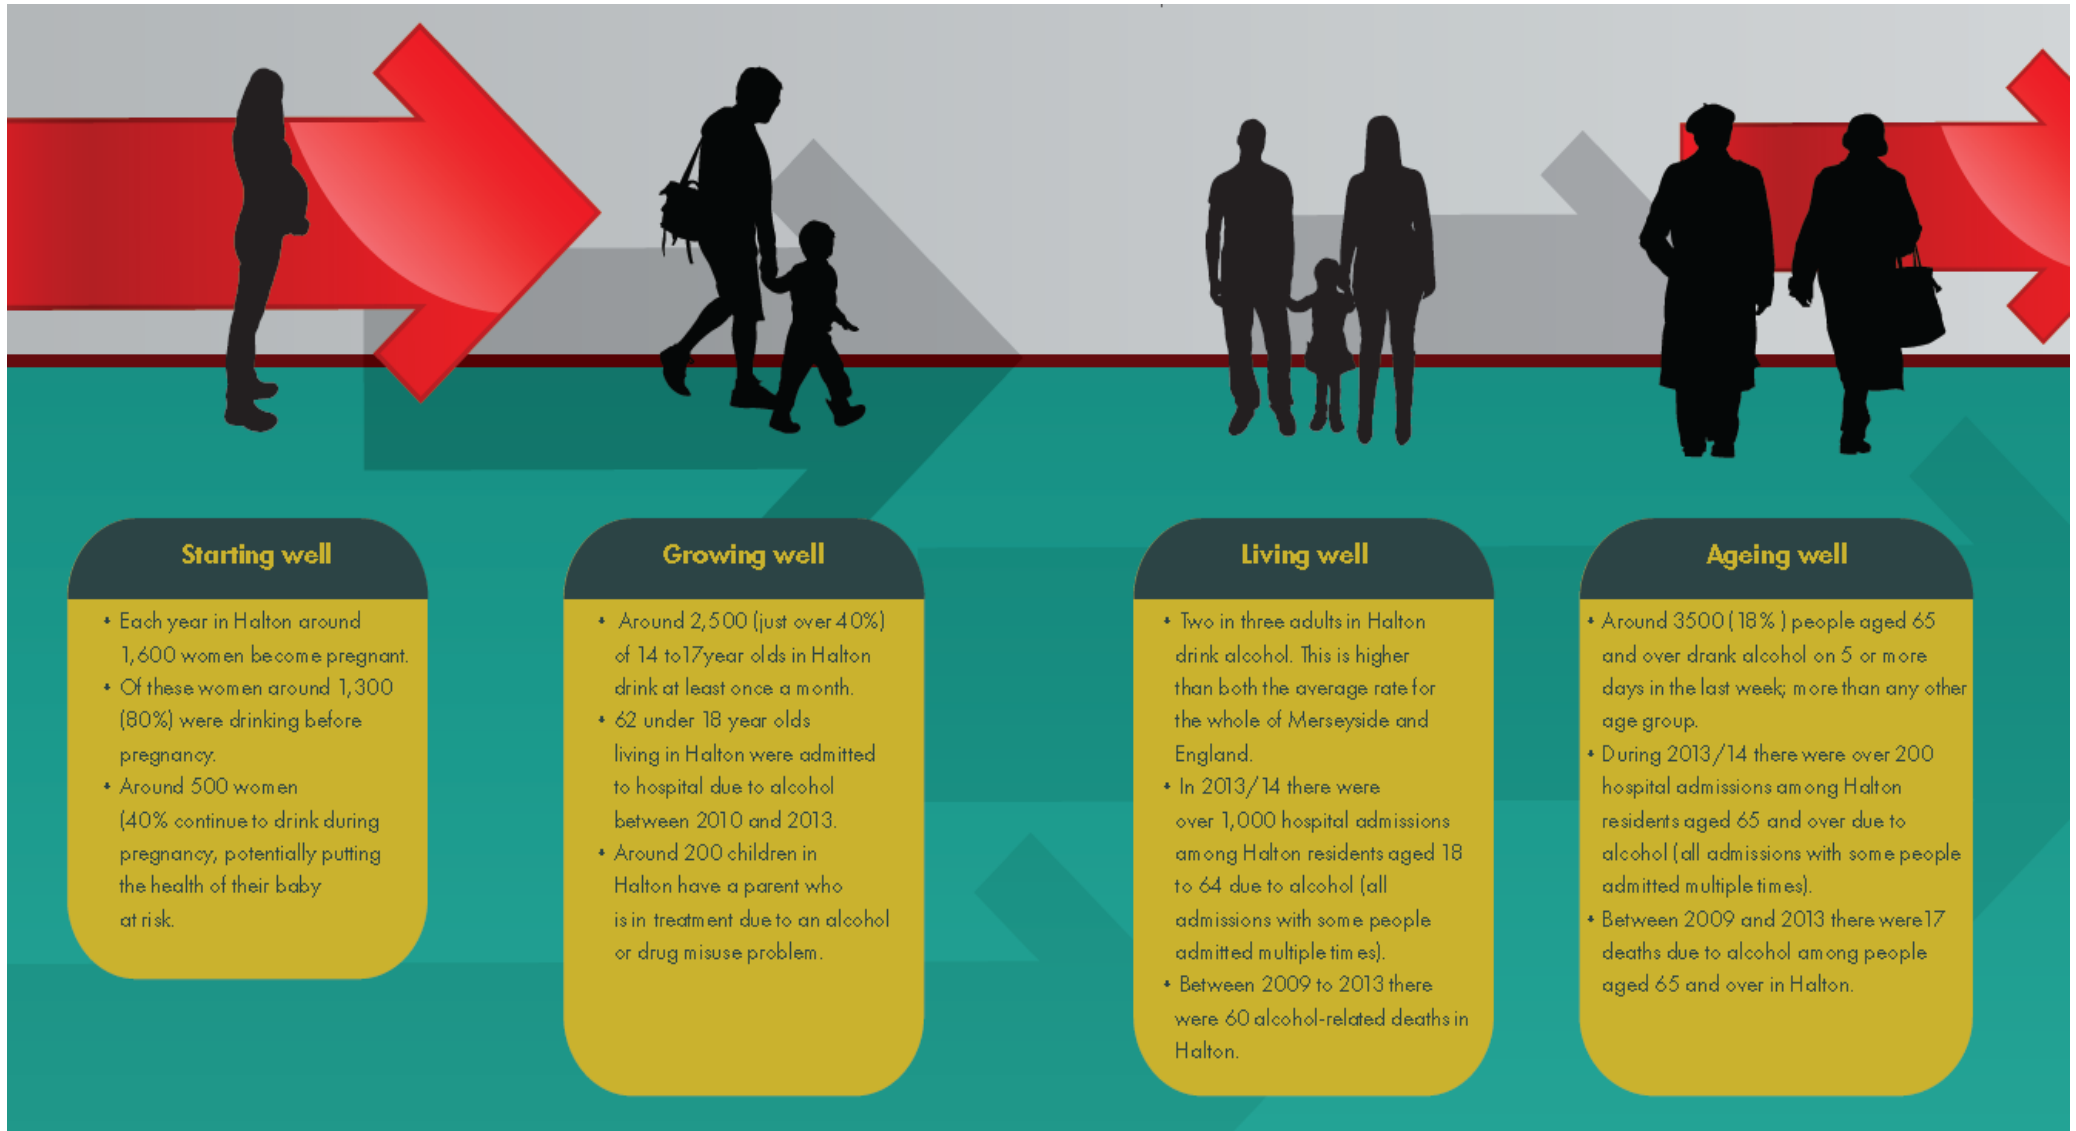 Starting well
• Each year in Halton around
1,600 women become pregnant.
• Of these women around 1,300
(80%) were drinking before
pregnancy.
• Around 500 women
(40% continue to drink during
pregnancy, potentially putting
the health of their baby
at risk.
Growing well
• Around 2,500 (just over 40%)
of 14 to17year olds in Halton
drink at least once a month.
• 62 under 18 year olds
living in Halton were admitted
to hospital due to alcohol
between 2010 and 2013.
• Around 200 children in
Halton have a parent who
is in treatment due to an alcohol
or drug misuse problem.
Living well
• Two in three adults in Halton
drink alcohol. This is higher
than both the average rate for
the whole of Merseyside and
England.
• In 2013/14 there were
over 1,000 hospital admissions
among Halton residents aged 18
to 64 due to alcohol (all
admissions with some people
admitted multiple times).
• Between 2009 to 2013 there
were 60 alcohol-related deaths in
Halton.
Ageing well
• Around 3500 (18% ) people aged 65
and over drank alcohol on 5 or more
days in the last week; more than any other
age group.
• During 2013/14 there were over 200
hospital admissions among Halton
residents aged 65 and over due to
alcohol (all admissions with some people
admitted multiple times).
• Between 2009 and 2013 there were17
deaths due to alcohol among people
aged 65 and over in Halton.